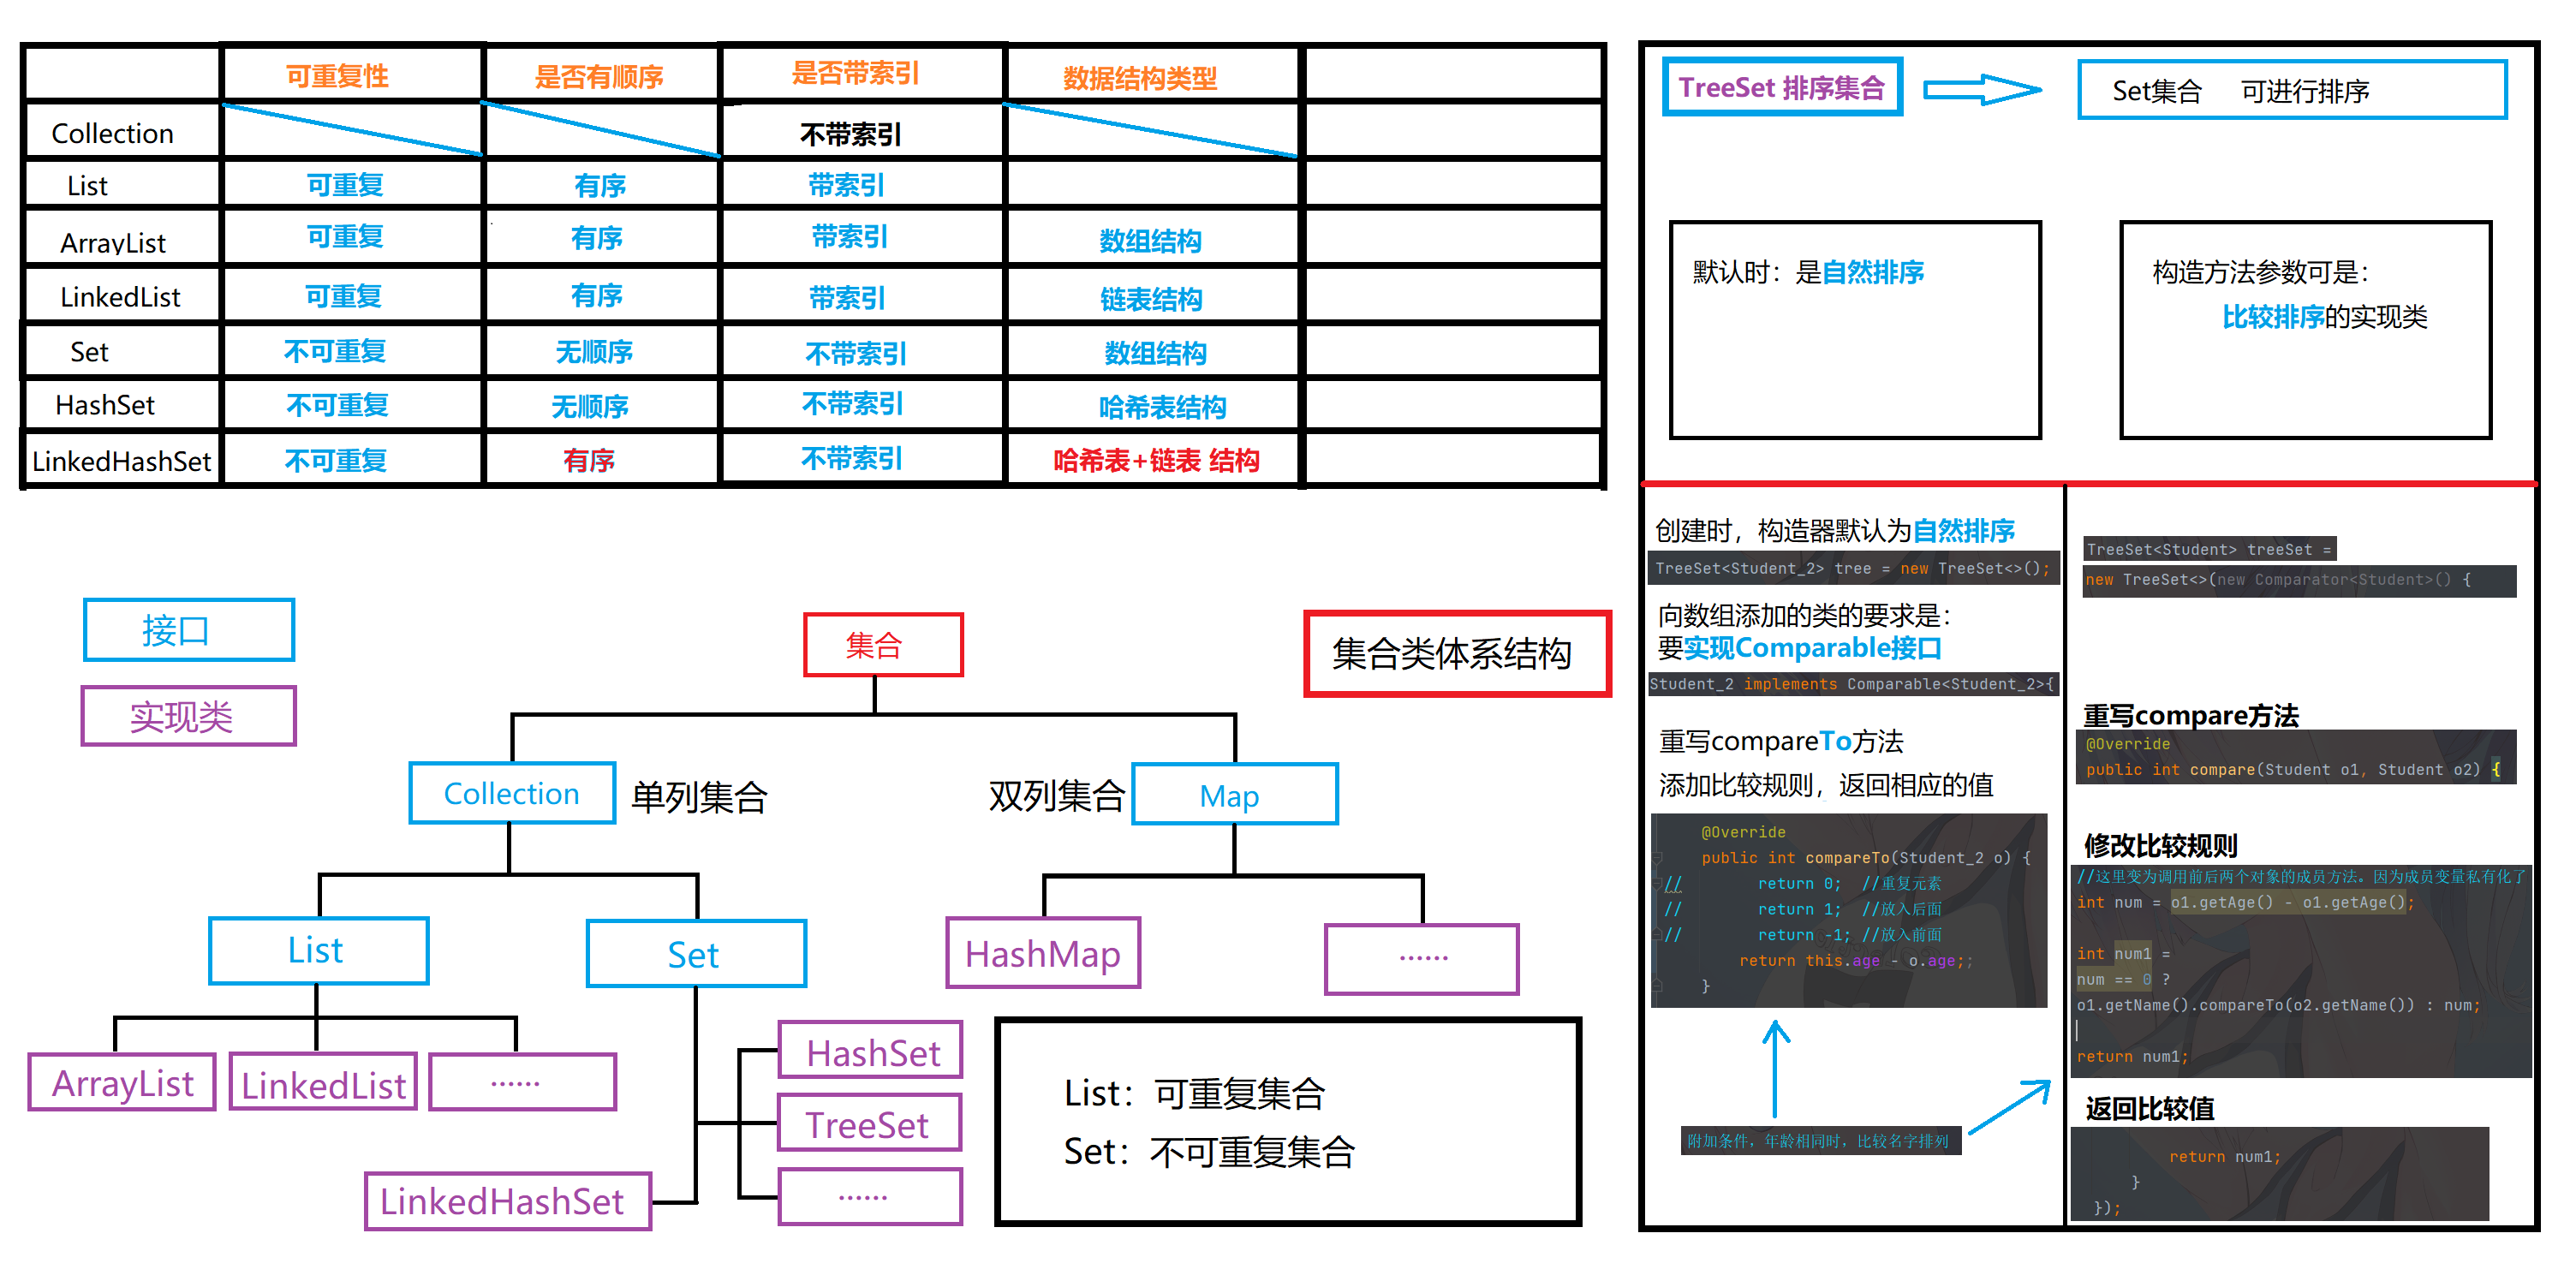 可重复性 是否有顺序 是否带索引 数据结构类型
Collection 不带索引
List 可重复 有序 带索引
ArrayList 可重复 有序 带索引 数组结构
LinkedList 可重复 有序 带索引 链表结构
Set 不可重复 无顺序 不带索引 数组结构
HashSet 不可重复 无顺序 不带索引 哈希表结构
LinkedHashSet 不可重复 有序 不带索引 哈希表+链表 结构
接口
实现类
集合
集合类体系结构
Collection 单列集合
双列集合 Map
List
Set
HashMap
......
ArrayList
LinkedList
......
HashSet
TreeSet
......
LinkedHashSet
List：可重复集合
Set：不可重复集合
TreeSet 排序集合
Set集合 可进行排序
默认时：是自然排序
构造方法参数可是：
比较排序的实现类
创建时，构造器默认为自然排序
TreeSet<Student_2> tree = new TreeSet<>();
向数组添加的类的要求是：
要实现Comparable接口
Student_2 implements Comparable<Student_2>{
重写compareTo方法
添加比较规则，返回相应的值
@Override
public int compareTo(Student_2 o) {
// return 0; //重复元素
// return 1; //放入后面
// return -1; //放入前面
return this.age - o.age;;
}
附加条件，年龄相同时，比较名字排列
TreeSet<Student> treeSet =
new TreeSet<>(new Comparator<Student>() {
重写compare方法
@Override
public int compare(Student o1, Student o2) {
修改比较规则
//这里变为调用前后两个对象的成员方法。因为成员变量私有化了
int num = o1.getAge() - o1.getAge();
int num1 =
num == 0 ?
o1.getName().compareTo(o2.getName()) : num;
return num1;
返回比较值
return num1;
}
});